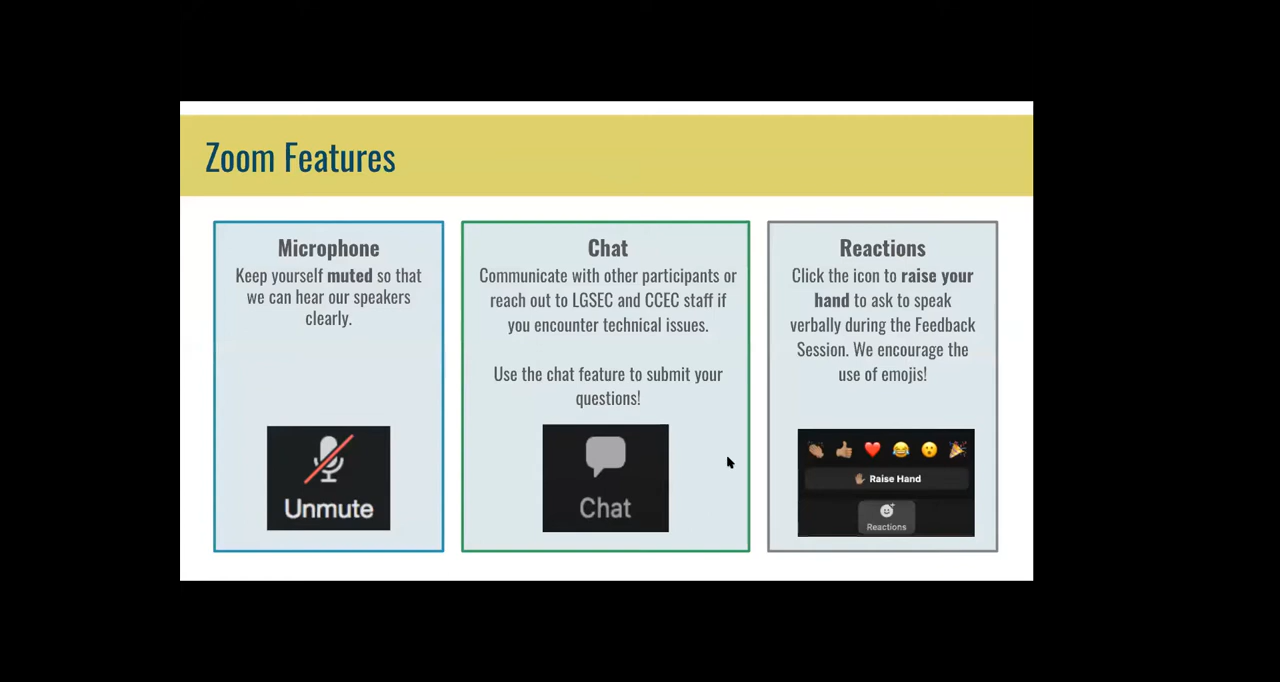 Zoom Features
Microphone
Keep yourself muted so that
we can hear our speakers
clearly.
Unmute
Chat
Communicate with other participants or
reach out to LGSEC and CCEC staff if
you encounter technical issues.
Use the chat feature to submit your
questions!
Chat
Reactions
Click the icon to raise your
hand to ask to speak
verbally during the Feedback
Session. We encourage the
use of emojis!
Raise Hand
Reactions